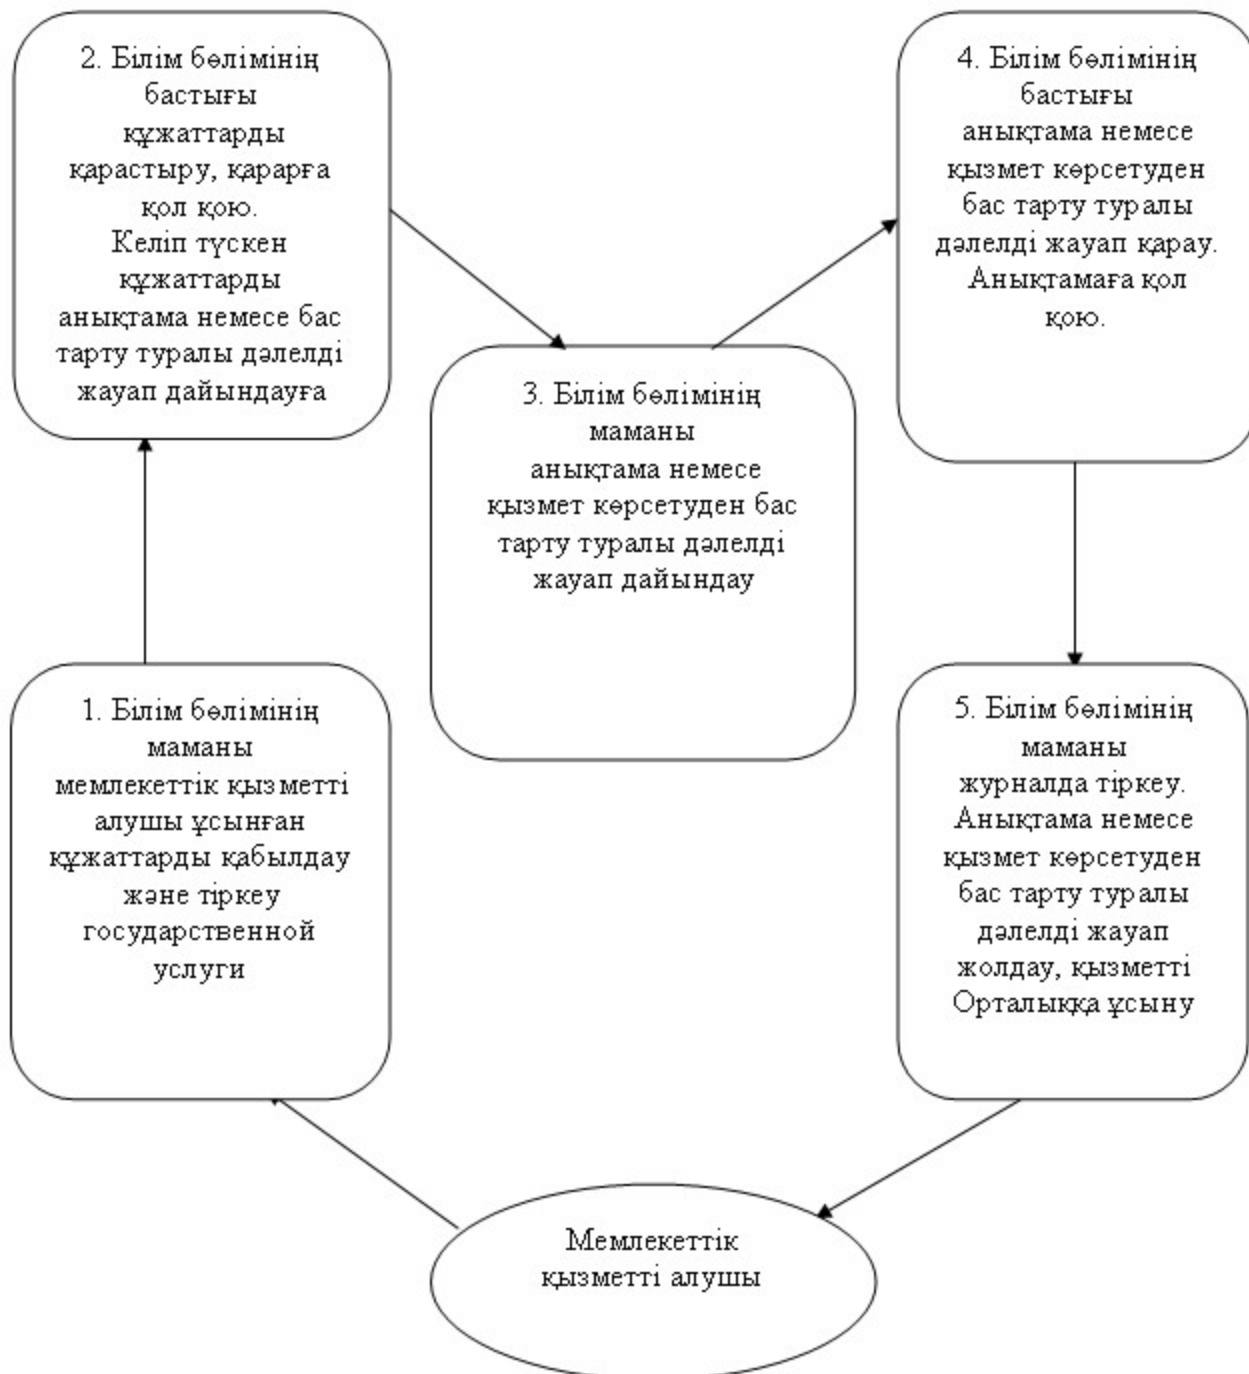 2. Білім бөлімінің
бастығы
құжаттарды
қарастыру, қарарға
қол қою.
Келіп түскен
құжаттарды
анықтама немесе бас
тарту туралы дәлелді
жауап дайындауға
4. Білім бөлімінің
бастығы
анықтама немесе
қызмет көрсетуден
бас тарту туралы
дәлелді жауап қарау.
Анықтамаға қол
қою.
3. Білім бөлімінің
маманы
анықтама немесе
қызмет көрсетуден бас
тарту туралы дәлелді
жауап дайындау
1. Білім бөлімінің
маманы
мемлекеттік қызметті
алушы ұсынған
құжаттарды қабылдау
және тіркеу
государственной
услуги
5. Білім бөлімінің
маманы
журналда тіркеу.
Анықтама немесе
қызмет көрсетуден
бас тарту туралы
дәлелді жауап
жолдау, қызметті
Орталыққа ұсыну
Мемлекеттік
қызметті алушы